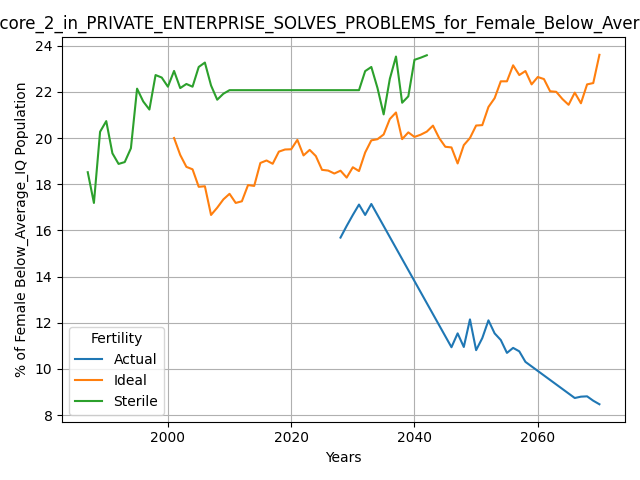 core_2_in_PRIVATE_ENTERPRISE_SOLVES_PROBLEMS_for_Female_Below_Aver
% of Female Below_Average_IQ Population
24
22
20
18
16
14
12
10
8
Fertility
Actual
Ideal
Sterile
2000
2020
2040
2060
Years